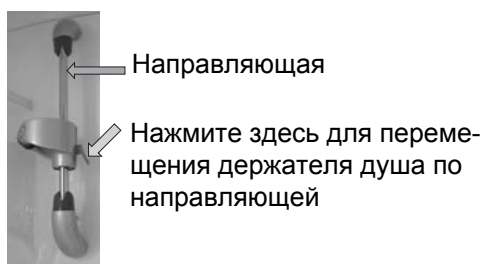 Направляющая
Нажмите здесь для переме-
щения держателя душа по
направляющей